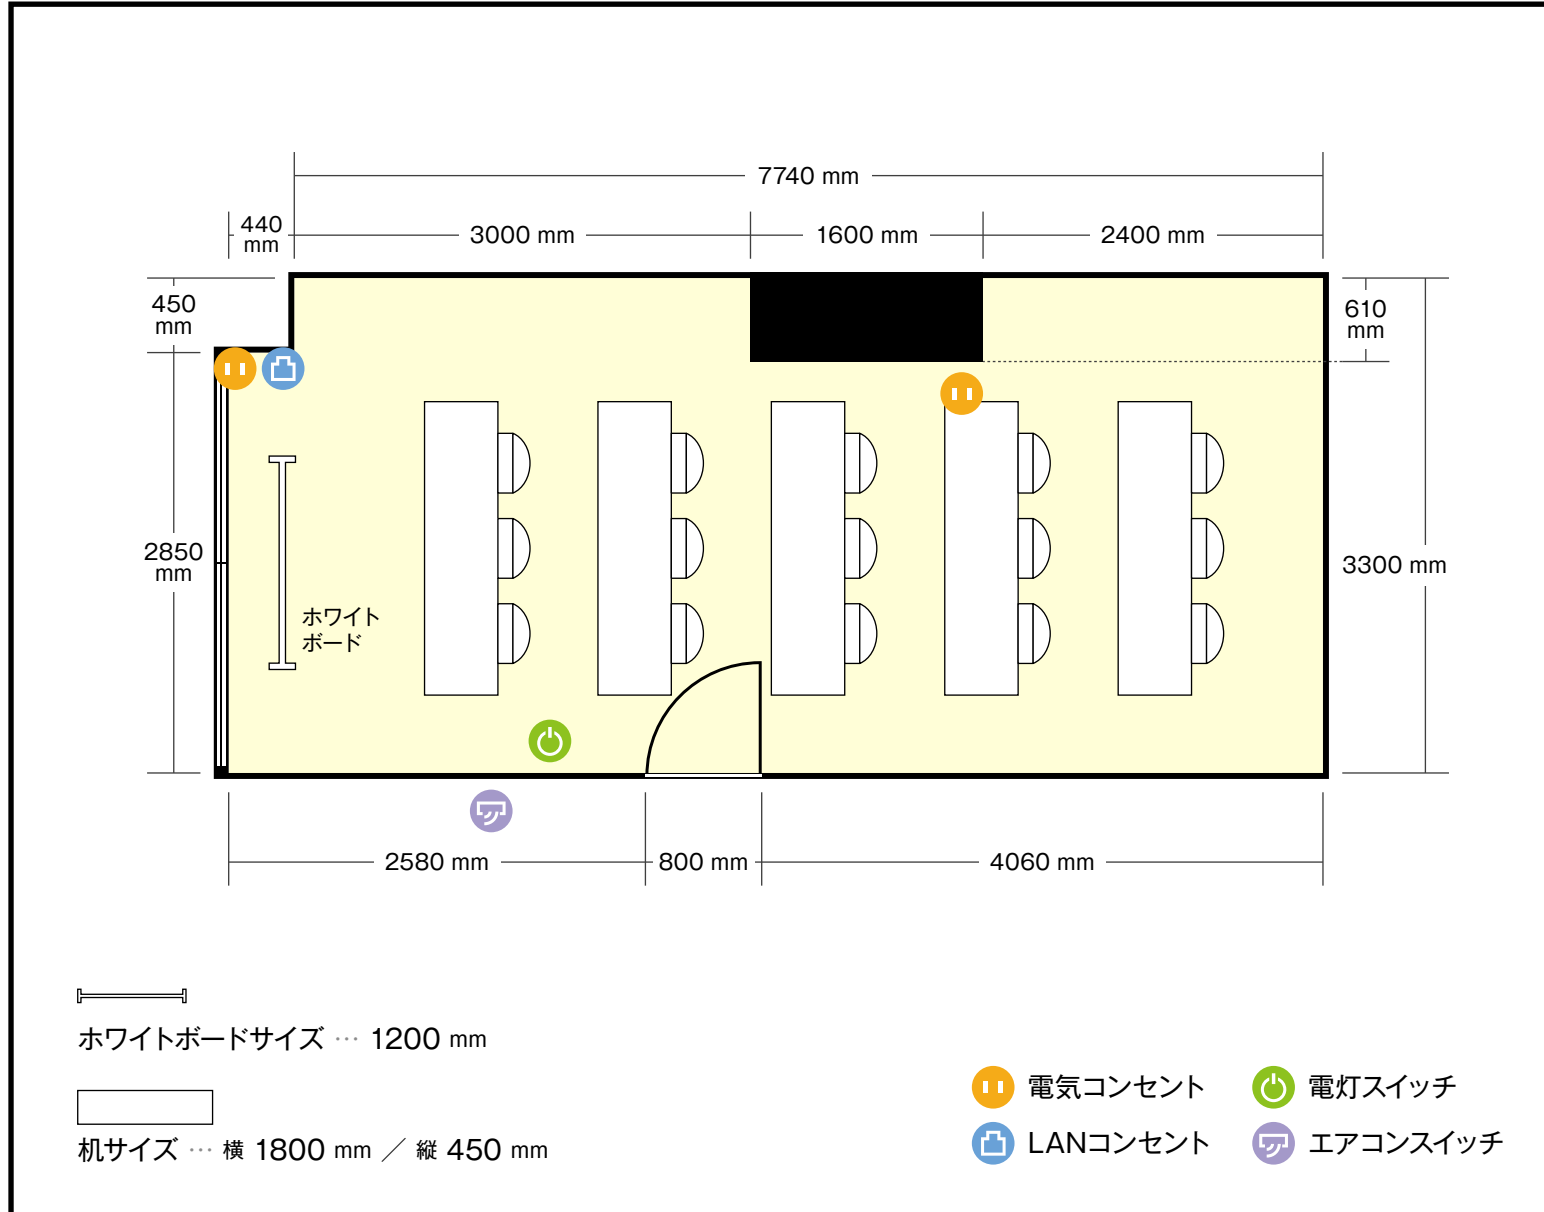 7740 mm
440
mm
3000 mm
1600 mm
2400 mm
450
mm
610
mm
2850
mm
3300 mm
ホワイト
ボード
2580 mm
800 mm
4060 mm
ホワイトボードサイズ … 1200 mm
机サイズ … 横 1800 mm ／ 縦 450 mm
電気コンセント
電灯スイッチ
LANコンセント
エアコンスイッチ